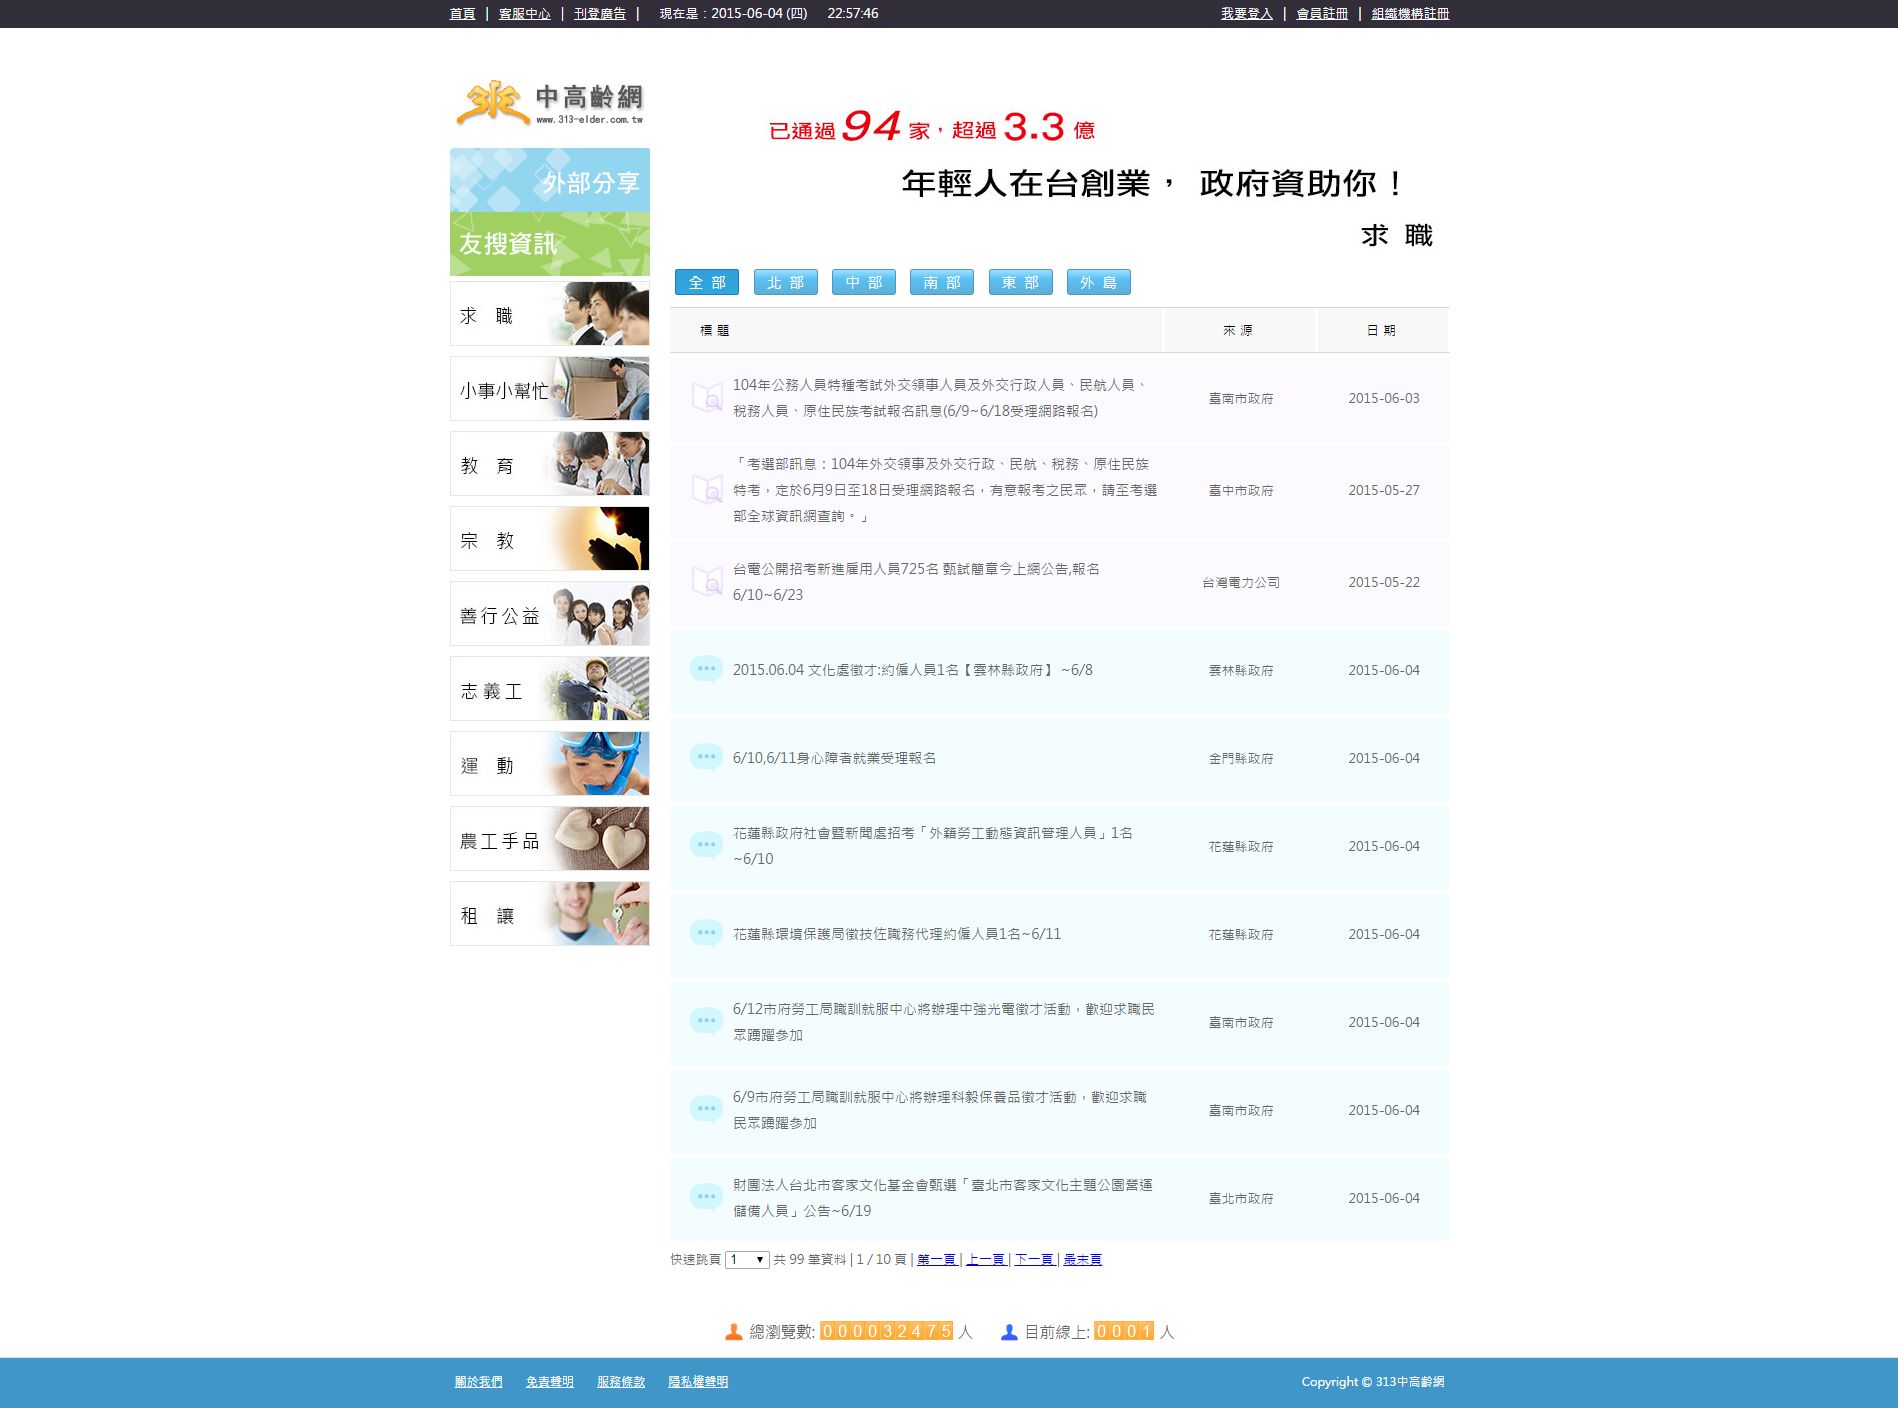 首頁 | 客服中心 | 刊登廣告 | 現在是：2015-06-04 (四) 22:57:46 我要登入 | 會員註冊 | 組織機構註冊
中高齡網
www.313-elder.com.tw
已通過94家，超過3.3億
年輕人在台創業， 政府資助你！
求 職
外部分享
友搜資訊
求 職
小事小幫忙
教 育
宗 教
善行公益
志義工
運 動
農工手品
租 讓
全 部 北 部 中 部 南 部 東 部 外 島
標 題 來 源 日 期
104年公務人員特種考試外交領事人員及外交行政人員、民航人員、
稅務人員、原住民族考試報名訊息(6/9~6/18受理網路報名) 臺南市政府 2015-06-03
「考選部訊息：104年外交領事及外交行政、民航、稅務、原住民族
特考，定於6月9日至18日受理網路報名，有意報考之民眾，請至考選
部全球資訊網查詢。」 臺中市政府 2015-05-27
台電公開招考新進雇用人員725名 甄試簡章今上網公告,報名
6/10~6/23 台灣電力公司 2015-05-22
2015.06.04 文化處徵才:約僱人員1名【雲林縣政府】 ~6/8 雲林縣政府 2015-06-04
6/10,6/11身心障者就業受理報名 金門縣政府 2015-06-04
花蓮縣政府社會暨新聞處招考「外籍勞工動態資訊管理人員」1名
~6/10 花蓮縣政府 2015-06-04
花蓮縣環境保護局徵技佐職務代理約僱人員1名~6/11 花蓮縣政府 2015-06-04
6/12市府勞工局職訓就服中心將辦理中強光電徵才活動，歡迎求職民
眾踴躍參加 臺南市政府 2015-06-04
6/9市府勞工局職訓就服中心將辦理科毅保養品徵才活動，歡迎求職
民眾踴躍參加 臺南市政府 2015-06-04
財團法人台北市客家文化基金會甄選「臺北市客家文化主題公園營運
儲備人員」公告~6/19 臺北市政府 2015-06-04
快速跳頁 1 共 99 筆資料 | 1 / 10 頁 | 第一頁 | 上一頁 | 下一頁 | 最末頁
總瀏覽數: 000032475 人 目前線上: 0001 人
關於我們 免責聲明 服務條款 隱私權聲明 Copyright © 313中高齡網